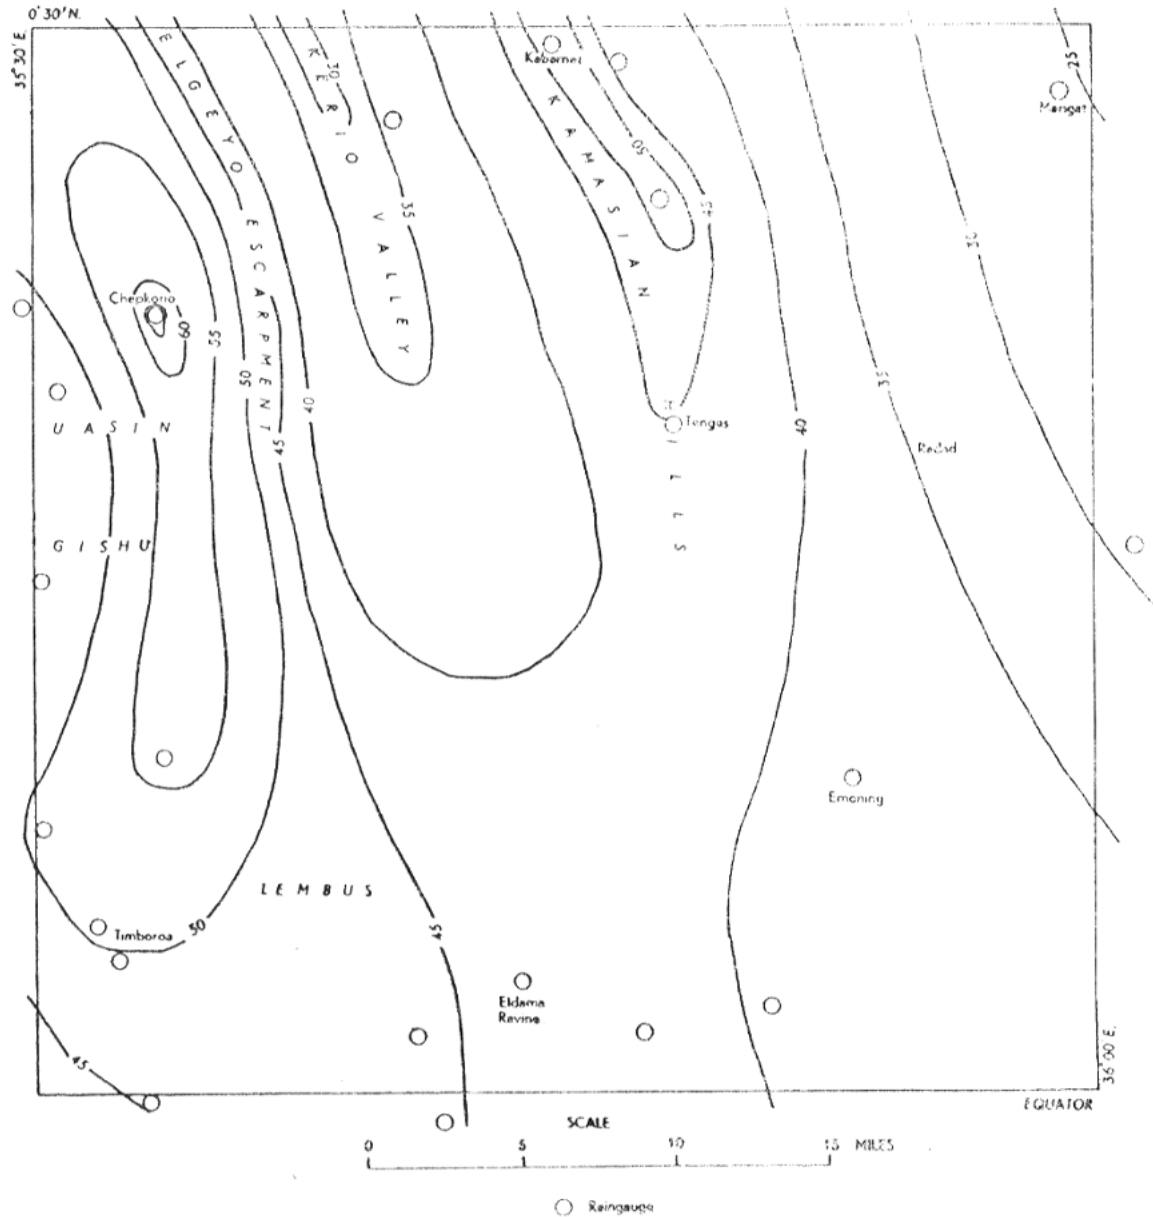 0°30'N.
35°30'E
ELGEYO ESCARPMENT
KERIO VALLEY
30
Kabarnet
KAMASIAN
HILLS
50
25
45
35
30
Chepkorio
60
55
50
45
40
UASIN
GISHU
Tengas
40
35
Emoning
LEMBUS
Timboroa
50
45
45
Eldama
Ravine
36°00'E.
EQUATOR
SCALE
0 5 10 15 MILES
Raingauge